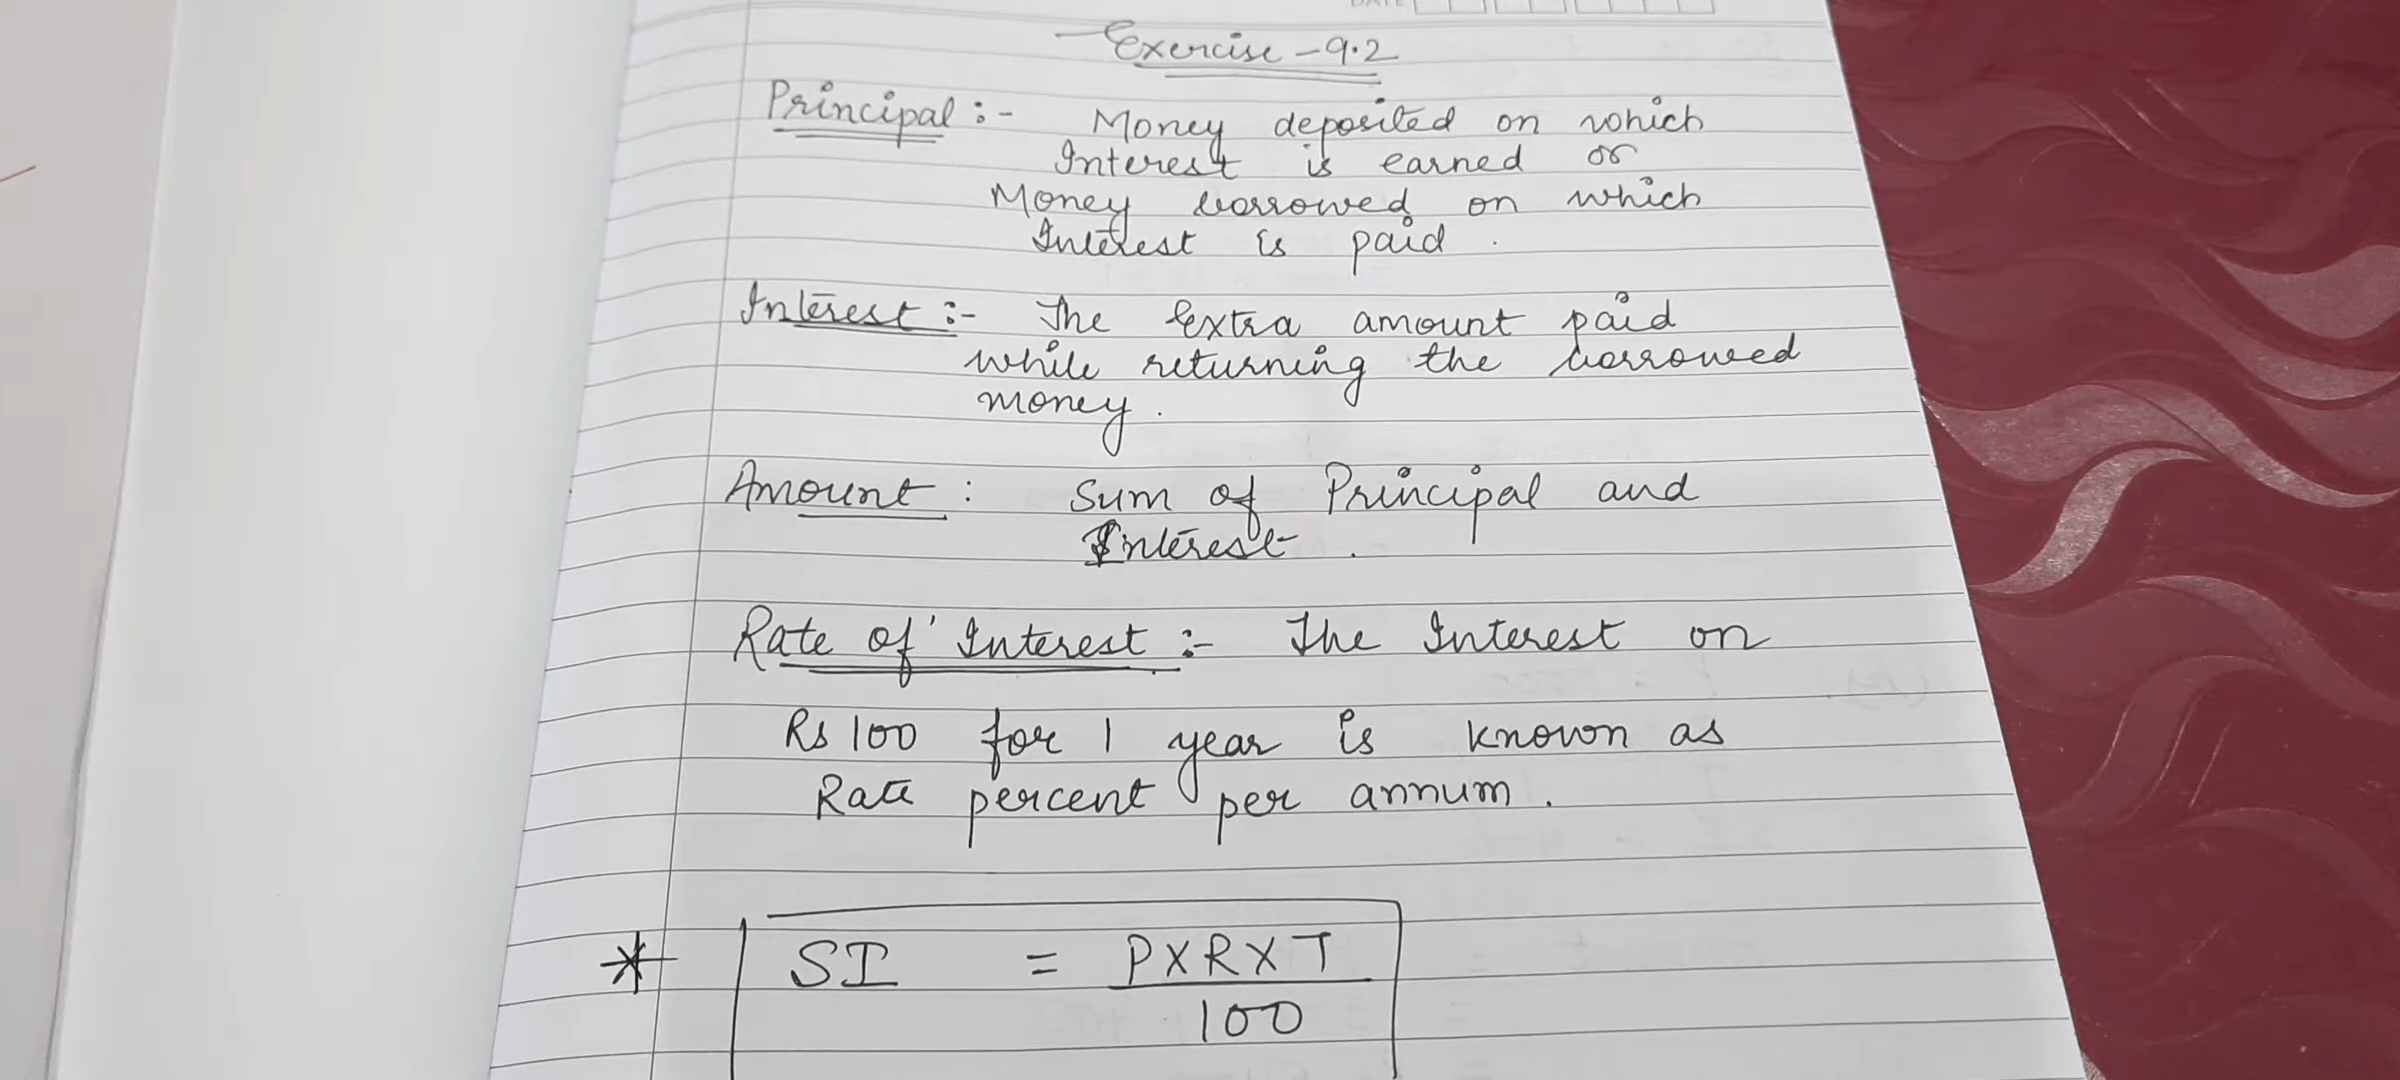 DATE
Exercise - 9.2
Principal :- Money deposited on which
Interest is earned or
Money borrowed on which
Interest is paid.
Interest :- The Extra amount paid
while returning the borrowed
money.
Amount : Sum of Principal and
Interest.
Rate of Interest :- The Interest on
Rs 100 for 1 year is known as
Rate percent per annum.
* SI = PXRXT
100